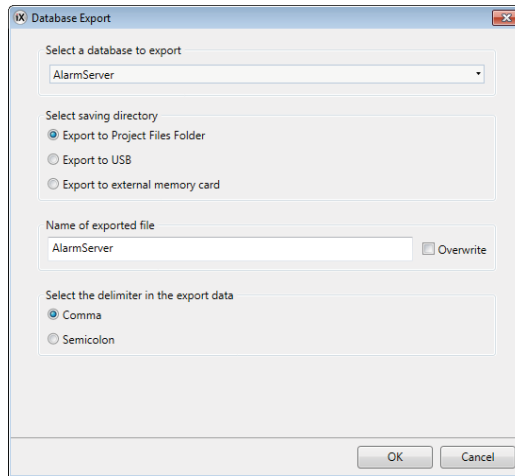 iX Database Export
Select a database to export
AlarmServer
Select saving directory
Export to Project Files Folder
Export to USB
Export to external memory card
Name of exported file
AlarmServer Overwrite
Select the delimiter in the export data
Comma
Semicolon
OK Cancel